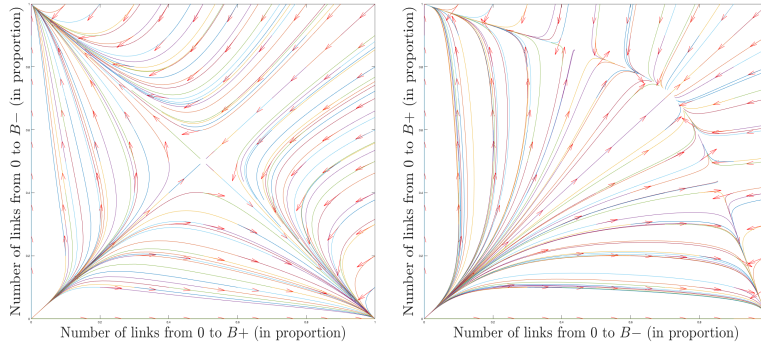 Number of links from 0 to B− (in proportion)
Number of links from 0 to B+ (in proportion)
Number of links from 0 to B+ (in proportion)
Number of links from 0 to B− (in proportion)